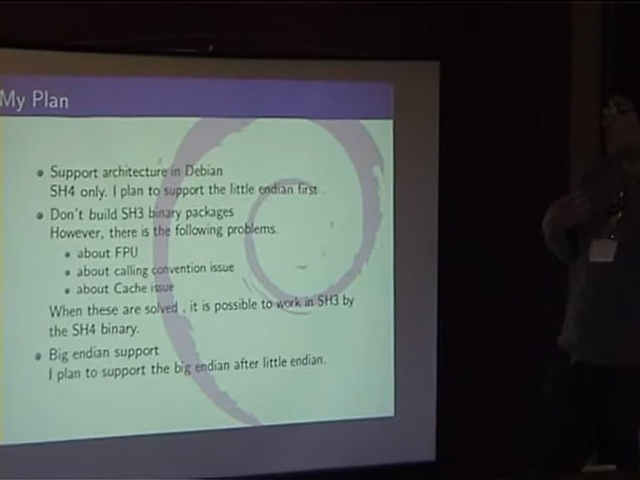 My Plan
Support architecture in Debian
SH4 only. I plan to support the little endian first
Don't build SH3 binary packages
However, there is the following problems.
about FPU
about calling convention issue
about Cache issue
When these are solved , it is possible to work in SH3 by
the SH4 binary.
Big endian support
I plan to support the big endian after little endian.